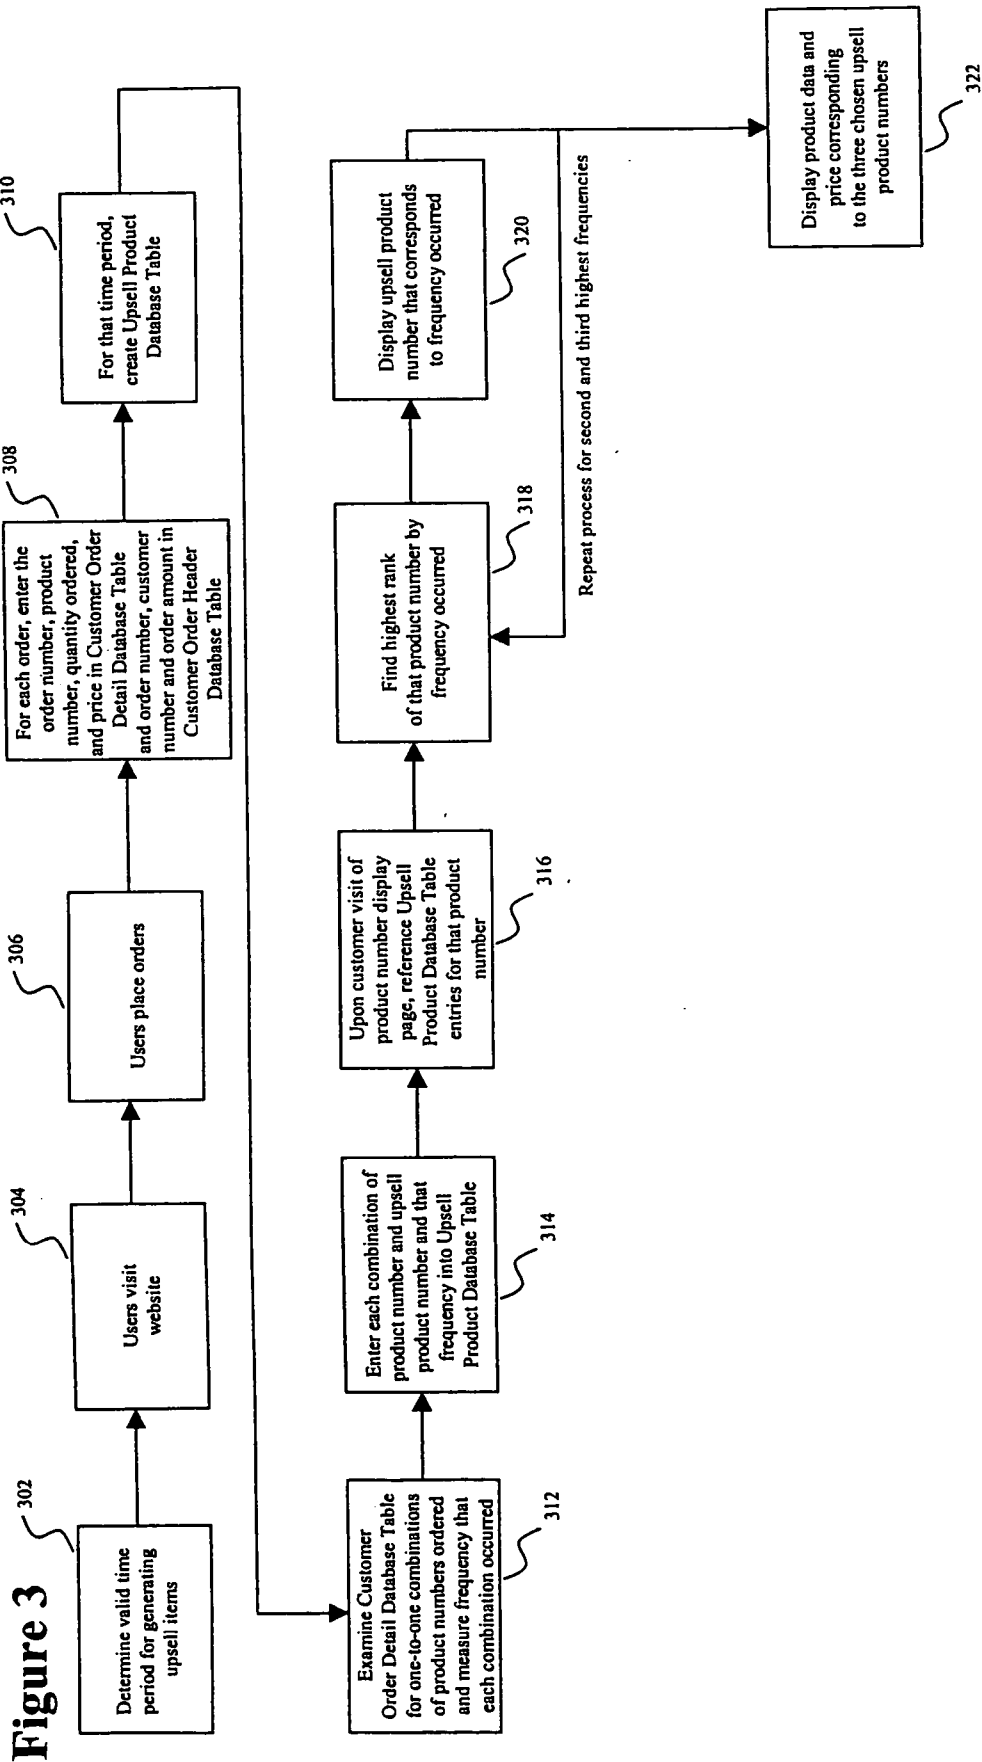 Figure 3
302
Determine valid time
period for generating
upsell items
304
Users visit
website
306
Users place orders
308
For each order, enter the
order number, product
number, quantity ordered,
and price in Customer Order
Detail Database Table
and order number, customer
number and order amount in
Customer Order Header
Database Table
310
For that time period,
create Upsell Product
Database Table
Examine Customer
Order Detail Database Table
for one-to-one combinations
of product numbers ordered
and measure frequency that
each combination occurred
312
Enter each combination of
product number and upsell
product number and that
frequency into Upsell
Product Database Table
314
Upon customer visit of
product number display
page, reference Upsell
Product Database Table
entries for that product
number
316
Find highest rank
of that product number by
frequency occurred
318
Display upsell product
number that corresponds
to frequency occurred
320
Repeat process for second and third highest frequencies
Display product data and
price corresponding
to the three chosen upsell
product numbers
322